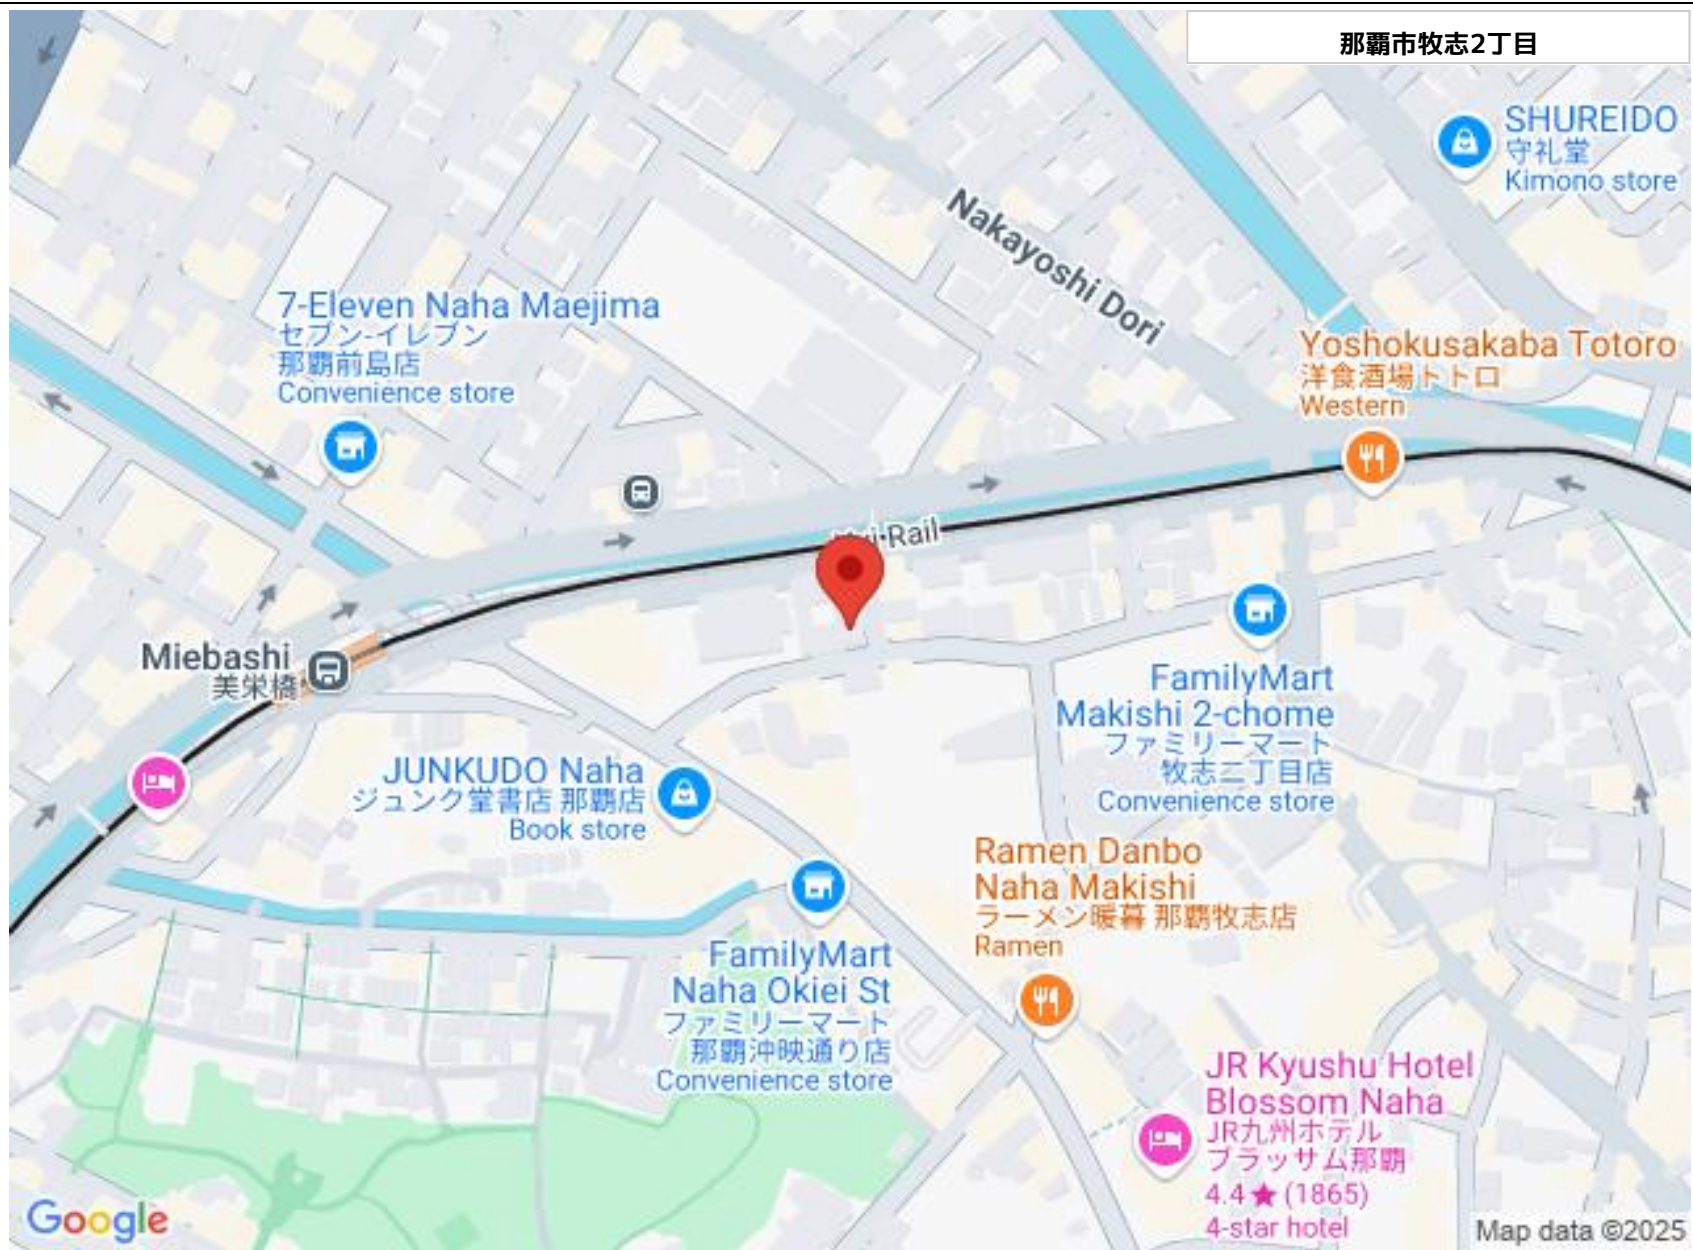 那覇市牧志2丁目
SHUREIDO
守礼堂
Kimono store
Nakayoshi Dori
7-Eleven Naha Maejima
セブン-イレブン
那覇前島店
Convenience store
Yoshokusakaba Totoro
洋食酒場トトロ
Western
Rail
Miebashi
美栄橋
FamilyMart
Makishi 2-chome
ファミリーマート
牧志二丁目店
Convenience store
JUNKUDO Naha
ジュンク堂書店 那覇店
Book store
Ramen Danbo
Naha Makishi
ラーメン暖暮 那覇牧志店
Ramen
FamilyMart
Naha Okiei St
ファミリーマート
那覇沖映通り店
Convenience store
JR Kyushu Hotel
Blossom Naha
JR九州ホテル
ブラッサム那覇
4.4★(1865)
4-star hotel
Google
Map data ©2025